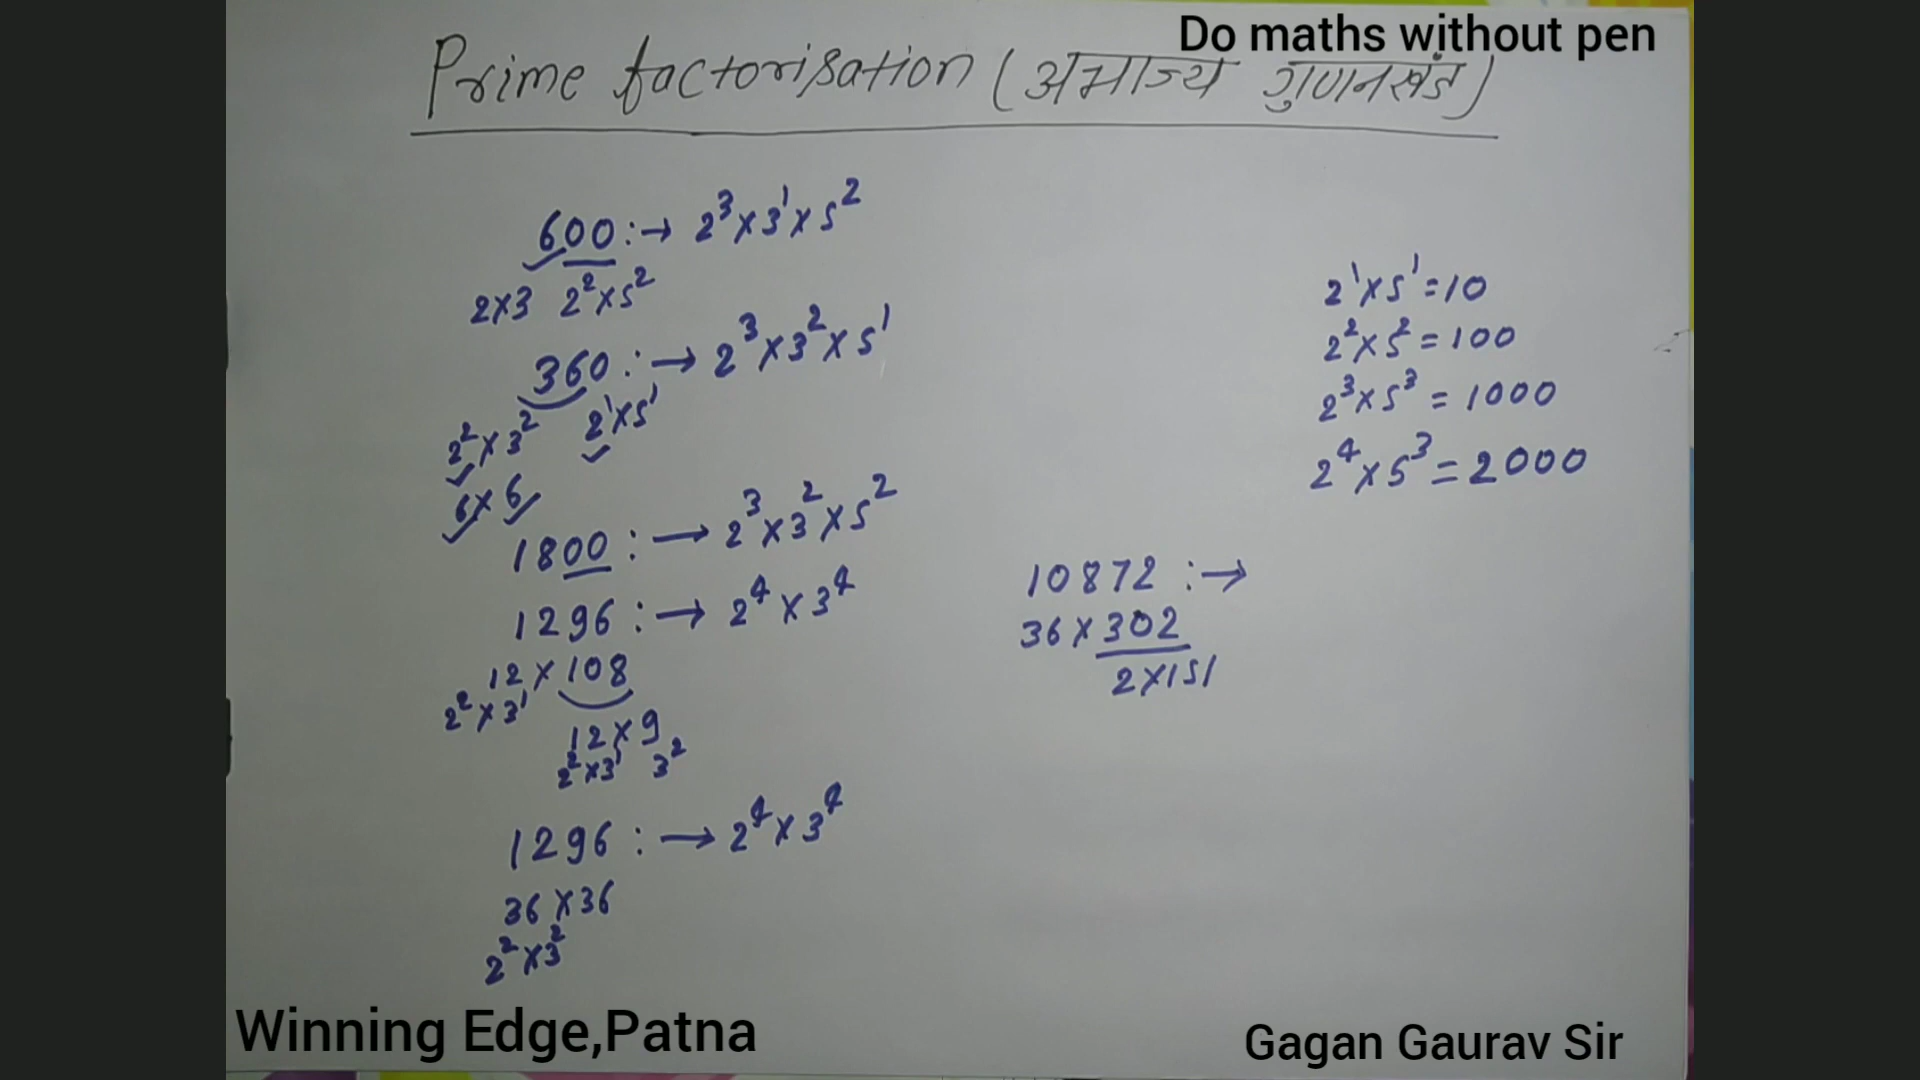 Do maths without pen
Prime factorisation (अभाज्य गुणनखंड)
600 :→ 2³×3¹×5²
2×3 2²×5²
360 :→ 2³×3²×5¹
2²×3² 2¹×5¹
6×6
1800 :→ 2³×3²×5²
1296 :→ 2⁴×3⁴
12×108
2²×3¹
12×9
2²×3¹ 3²
1296 :→ 2⁴×3⁴
36×36
2²×3²
2¹×5¹=10
2²×5²=100
2³×5³=1000
2⁴×5³=2000
10872 :→
36×302
2×151
Winning Edge,Patna
Gagan Gaurav Sir